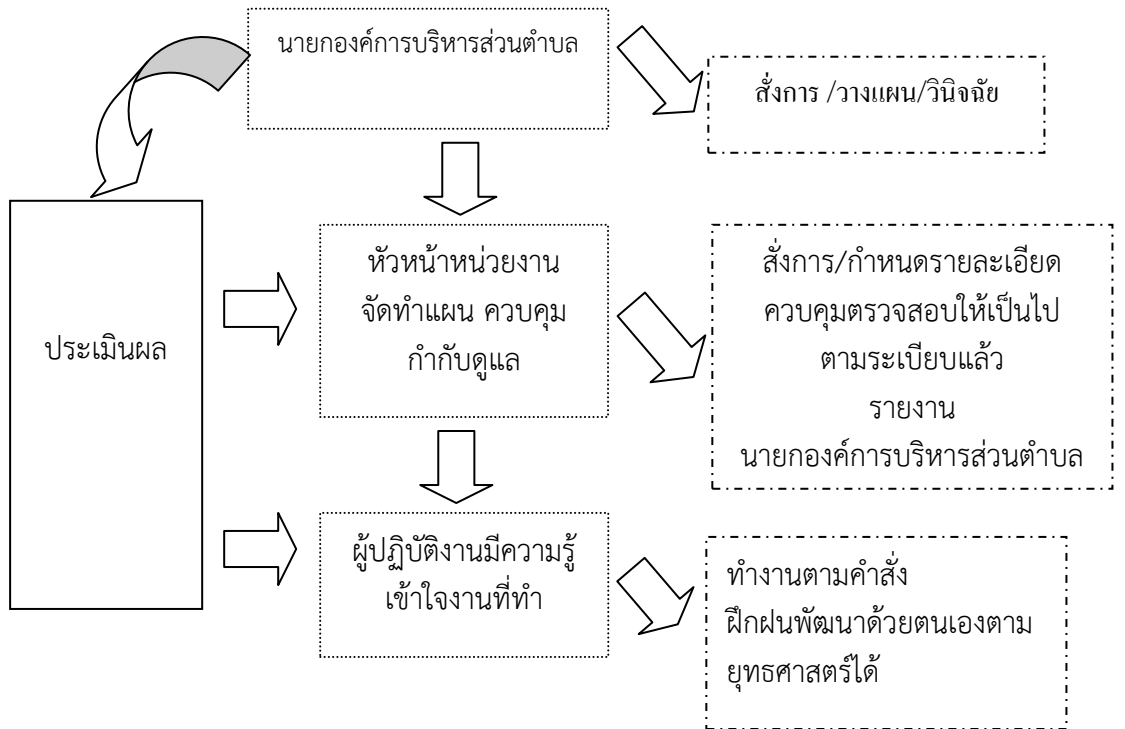 นายกองค์การบริหารส่วนตำบล
สั่งการ /วางแผน/วินิจฉัย
ประเมินผล
หัวหน้าหน่วยงาน
จัดทำแผน ควบคุม
กำกับดูแล
สั่งการ/กำหนดรายละเอียด
ควบคุมตรวจสอบให้เป็นไป
ตามระเบียบแล้ว
รายงาน
นายกองค์การบริหารส่วนตำบล
ผู้ปฏิบัติงานมีความรู้
เข้าใจงานที่ทำ
ทำงานตามคำสั่ง
ฝึกฝนพัฒนาด้วยตนเองตาม
ยุทธศาสตร์ได้